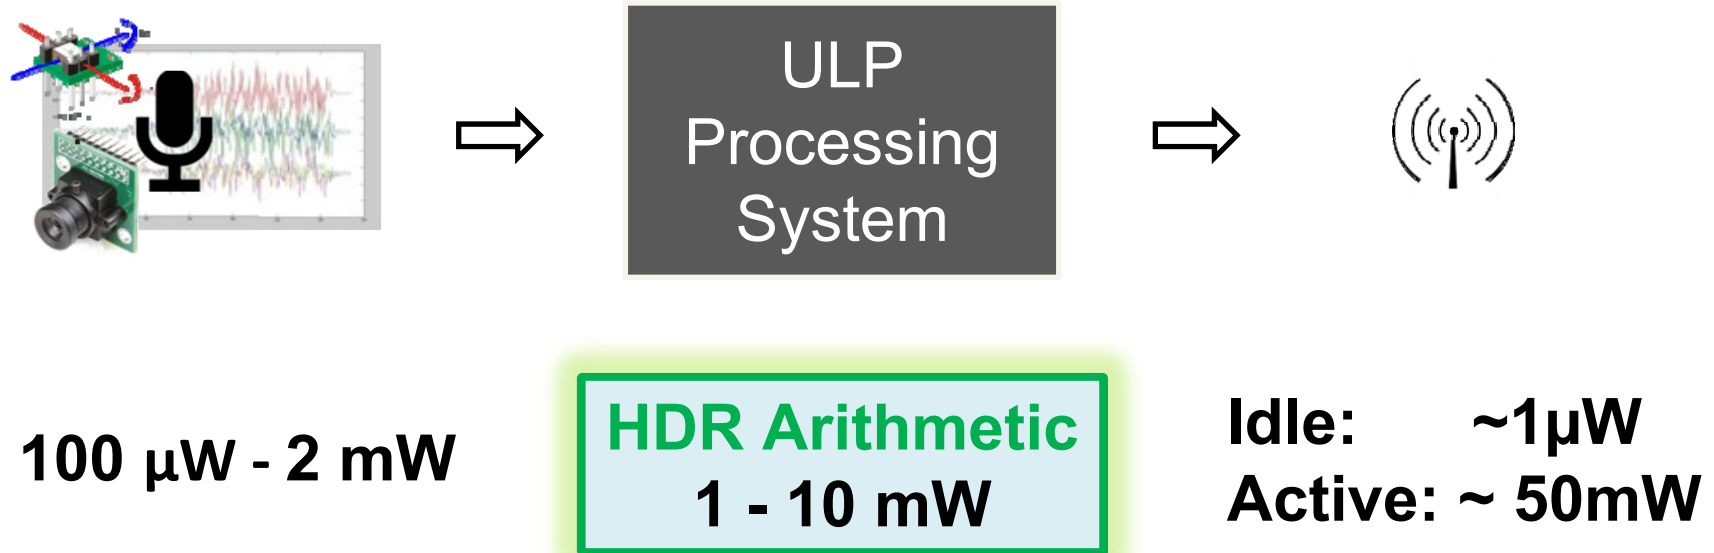 ULP
Processing
System
100 μW - 2 mW
HDR Arithmetic
1 - 10 mW
Idle: ~1μW
Active: ~ 50mW